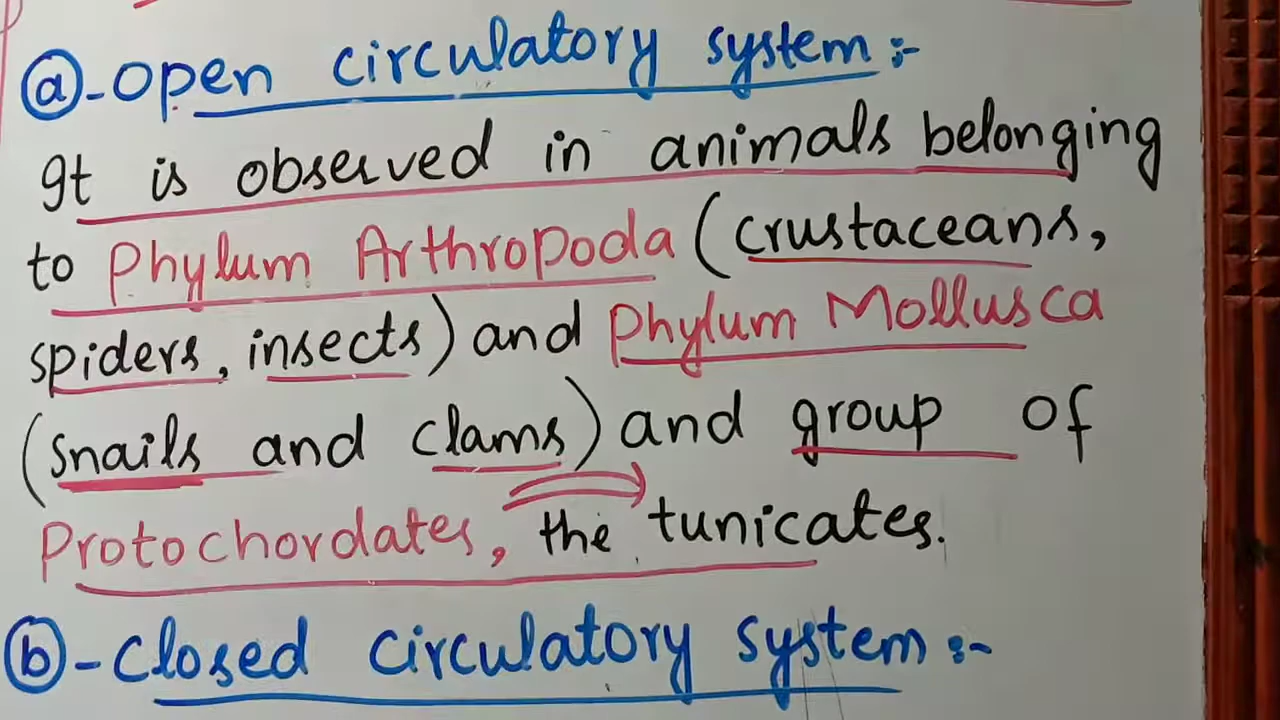 (a)-Open circulatory system:-
It is observed in animals belonging
to Phylum Arthropoda (crustaceans,
spiders, insects) and Phylum Mollusca
(snails and clams) and group of
Protochordates, the tunicates.
(b)-Closed circulatory system:-